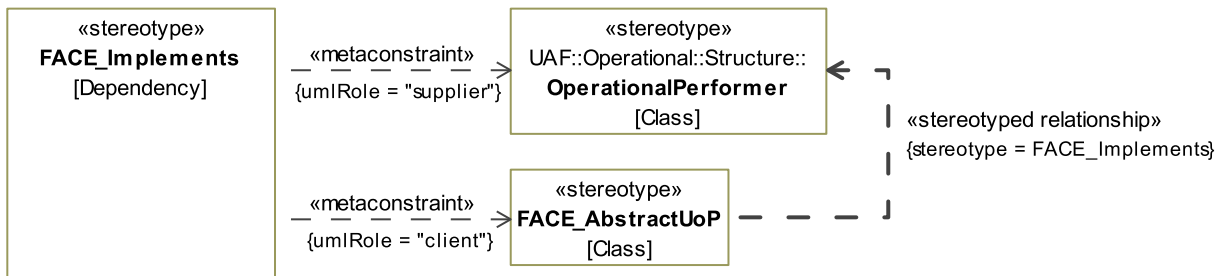 «stereotype»
FACE_Implements
[Dependency]
«metaconstraint»
{umlRole = "supplier"}
«stereotype»
UAF::Operational::Structure::
OperationalPerformer
[Class]
«stereotyped relationship»
{stereotype = FACE_Implements}
«metaconstraint»
{umlRole = "client"}
«stereotype»
FACE_AbstractUoP
[Class]